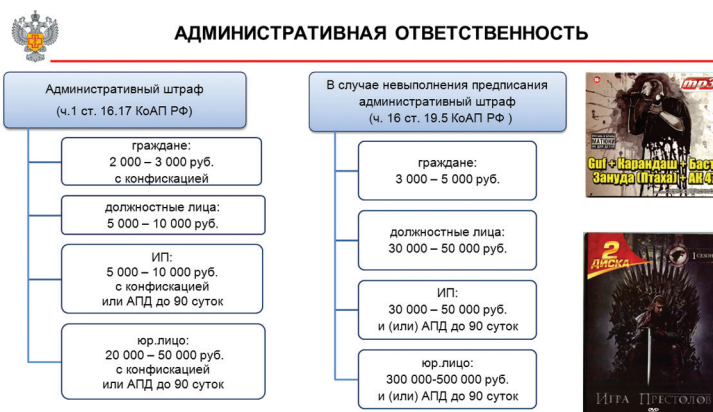 АДМИНИСТРАТИВНАЯ ОТВЕТСТВЕННОСТЬ
Административный штраф
(ч.1 ст. 16.17 КоАП РФ)
граждане:
2 000 – 3 000 руб.
с конфискацией
должностные лица:
5 000 – 10 000 руб.
ИП:
5 000 – 10 000 руб.
с конфискацией
или АПД до 90 суток
юр.лицо:
20 000 – 50 000 руб.
с конфискацией
или АПД до 90 суток
В случае невыполнения предписания
административный штраф
(ч. 16 ст. 19.5 КоАП РФ )
граждане:
3 000 – 5 000 руб.
должностные лица:
30 000 – 50 000 руб.
ИП:
30 000 – 50 000 руб.
и (или) АПД до 90 суток
юр.лицо:
300 000-500 000 руб.
и (или) АПД до 90 суток
mp3
Guf + Карандаш + Баст
Зануда (Птаха) + АК 47
2
ДИСКА
1 сезон
ИГРА ПРЕСТОЛОВ
DVD